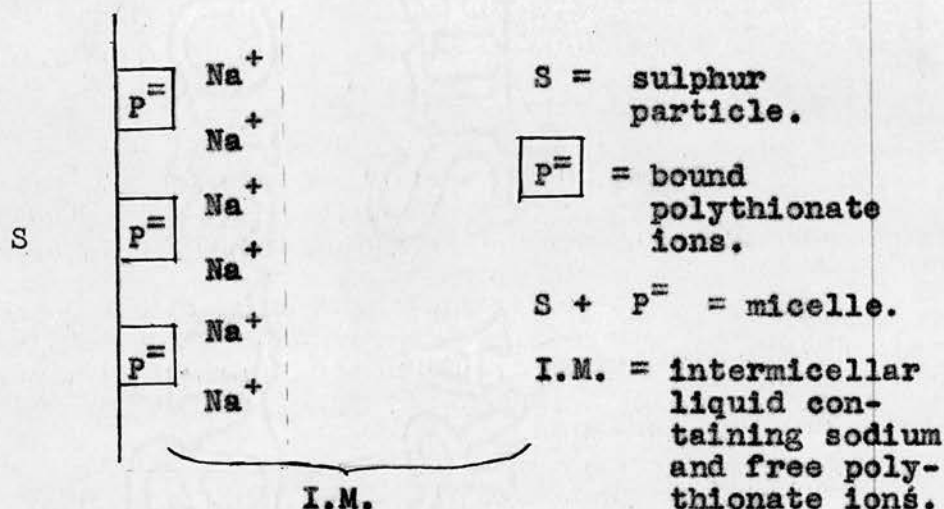 S
P=
Na+
Na+
P=
Na+
Na+
P=
Na+
Na+
I.M.
S = sulphur
particle.
P= = bound
polythionate
ions.
S + P= = micelle.
I.M. = intermicellar
liquid con-
taining sodium
and free poly-
thionate ions.